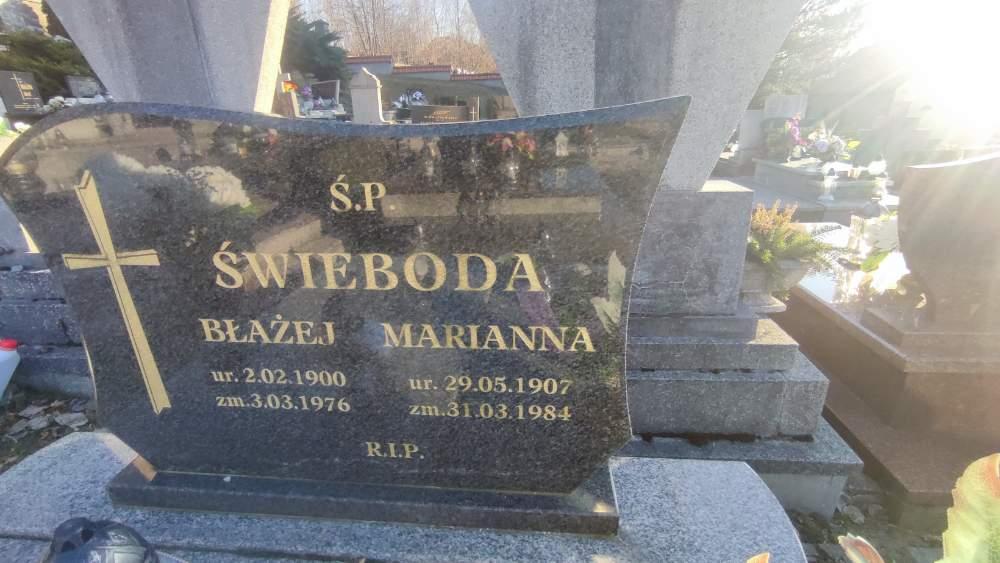 Ś.P.
ŚWIEBODA
BŁAŻEJ MARIANNA
ur. 2.02.1900 ur. 29.05.1907
zm.3.03.1976 zm.31.03.1984
R.I.P.